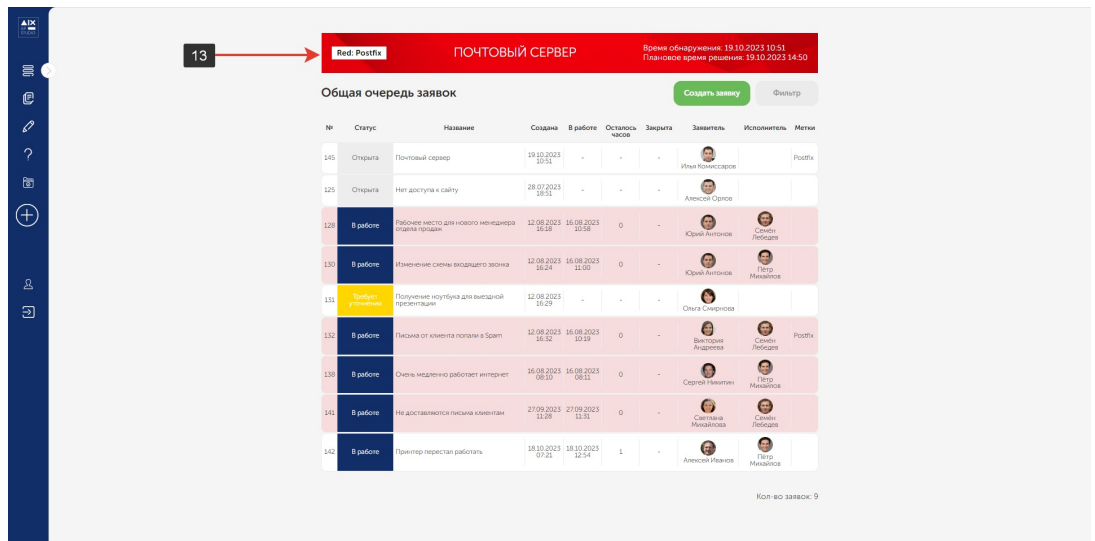 AIX
STUDIO
13
Red: Postfix
ПОЧТОВЫЙ СЕРВЕР
Время обнаружения: 19.10.2023 10:51
Плановое время решения: 19.10.2023 14:50
Общая очередь заявок
Создать заявку
Фильтр
№ Статус Название Создана В работе Осталось часов Закрыта Заявитель Исполнитель Метки
145 Открыта Почтовый сервер 19.10.2023 10:51 - - - Илья Комиссаров Postfix
125 Открыта Нет доступа к сайту 28.07.2023 18:51 - - - Алексей Орлов
128 В работе Рабочее место для нового менеджера отдела продаж 12.08.2023 16:18 16.08.2023 10:58 0 - Юрий Антонов Семён Лебедев
130 В работе Изменение схемы входящего звонка 12.08.2023 16:24 16.08.2023 11:00 0 - Юрий Антонов Пётр Михайлов
131 Требует уточнения Получение ноутбука для выездной презентации 12.08.2023 16:29 - - - Ольга Смирнова
132 В работе Письма от клиента попали в Spam 12.08.2023 16:32 16.08.2023 10:19 0 - Виктория Андреева Семён Лебедев Postfix
138 В работе Очень медленно работает интернет 16.08.2023 08:10 16.08.2023 08:11 0 - Сергей Никитин Пётр Михайлов
141 В работе Не доставляются письма клиентам 27.09.2023 11:28 27.09.2023 11:31 0 - Светлана Михайлова Семён Лебедев
142 В работе Принтер перестал работать 18.10.2023 07:21 18.10.2023 12:54 1 - Алексей Иванов Пётр Михайлов
Кол-во заявок: 9